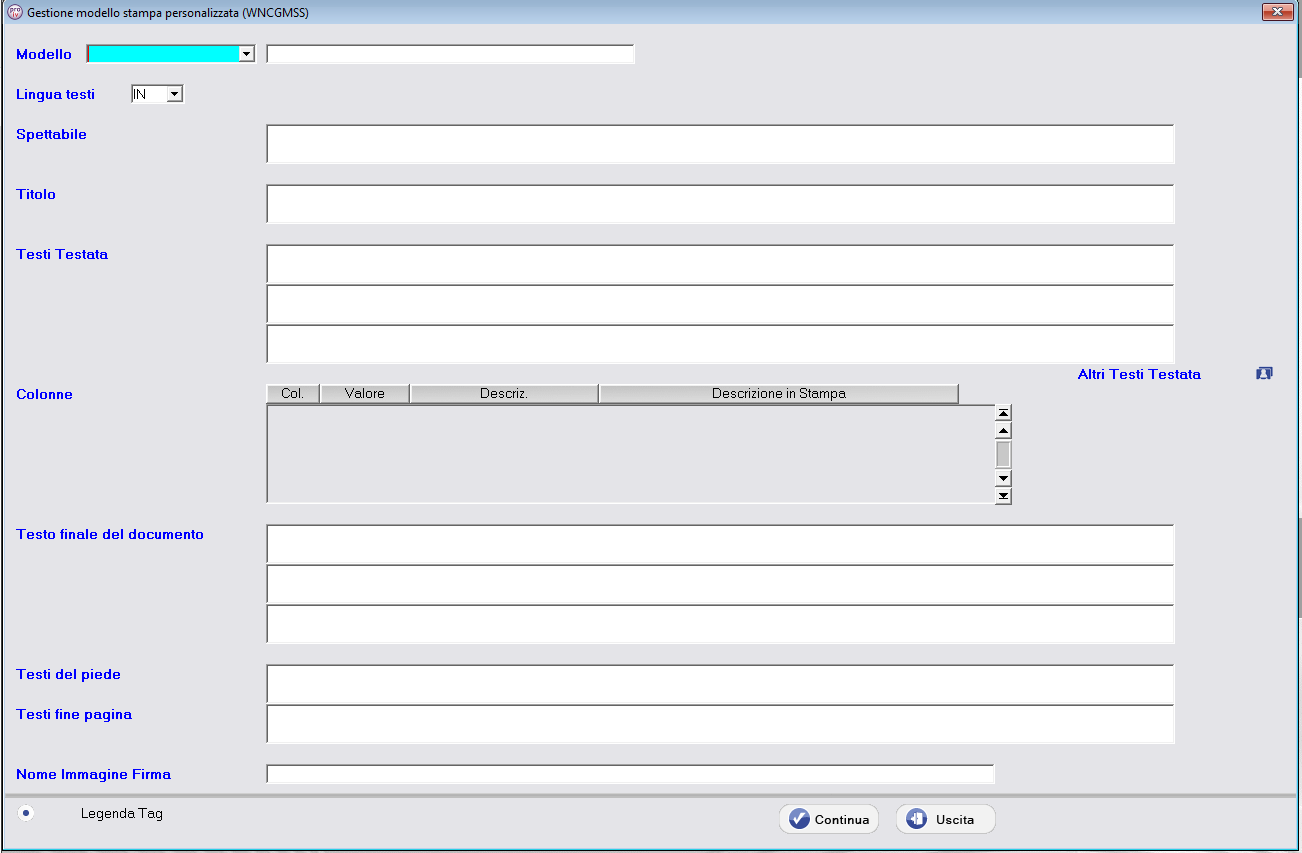 Gestione modello stampa personalizzata (WNCGMSS)
Modello
Lingua testi IN
Spettabile
Titolo
Testi Testata
Altri Testi Testata
Colonne Col. Valore Descriz. Descrizione in Stampa
Testo finale del documento
Testi del piede
Testi fine pagina
Nome Immagine Firma
Legenda Tag Continua Uscita